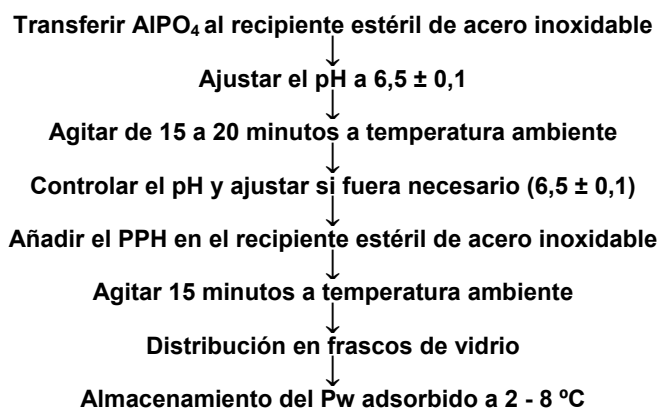 Transferir AlPO4 al recipiente estéril de acero inoxidable
Ajustar el pH a 6,5 ± 0,1
Agitar de 15 a 20 minutos a temperatura ambiente
Controlar el pH y ajustar si fuera necesario (6,5 ± 0,1)
Añadir el PPH en el recipiente estéril de acero inoxidable
Agitar 15 minutos a temperatura ambiente
Distribución en frascos de vidrio
Almacenamiento del Pw adsorbido a 2 - 8 ºC